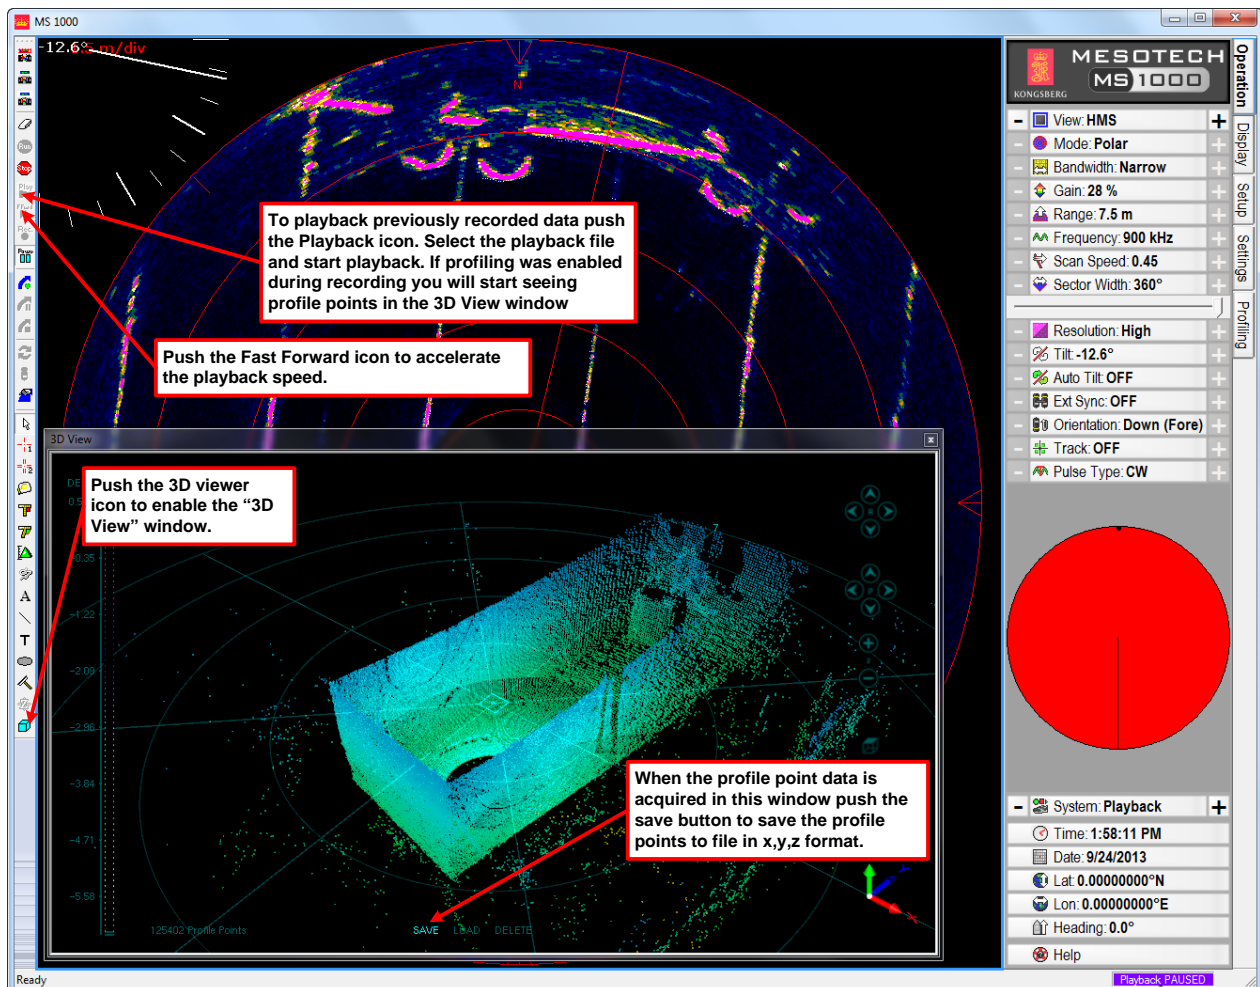 MS 1000
-12.6°
m/div
N
To playback previously recorded data push
the Playback icon. Select the playback file
and start playback. If profiling was enabled
during recording you will start seeing
profile points in the 3D View window
Push the Fast Forward icon to accelerate
the playback speed.
Run
Stop
Play
Rec
Pause
1
2
A
T
3D View
Push the 3D viewer
icon to enable the “3D
View” window.
-0.35
-1.22
-2.09
-2.96
-3.84
-4.71
-5.58
When the profile point data is
acquired in this window push the
save button to save the profile
points to file in x,y,z format.
125402 Profile Points
SAVE LOAD DELETE
KONGSBERG
MESOTECH
MS 1000
Operation
Display
Setup
Settings
Profiling
View: HMS
Mode: Polar
Bandwidth: Narrow
Gain: 28 %
Range: 7.5 m
Frequency: 900 kHz
Scan Speed: 0.45
Sector Width: 360°
Resolution: High
Tilt: -12.6°
Auto Tilt: OFF
Ext Sync: OFF
Orientation: Down (Fore)
Track: OFF
Pulse Type: CW
System: Playback
Time: 1:58:11 PM
Date: 9/24/2013
Lat: 0.00000000°N
Lon: 0.00000000°E
Heading: 0.0°
Help
Ready
Playback PAUSED